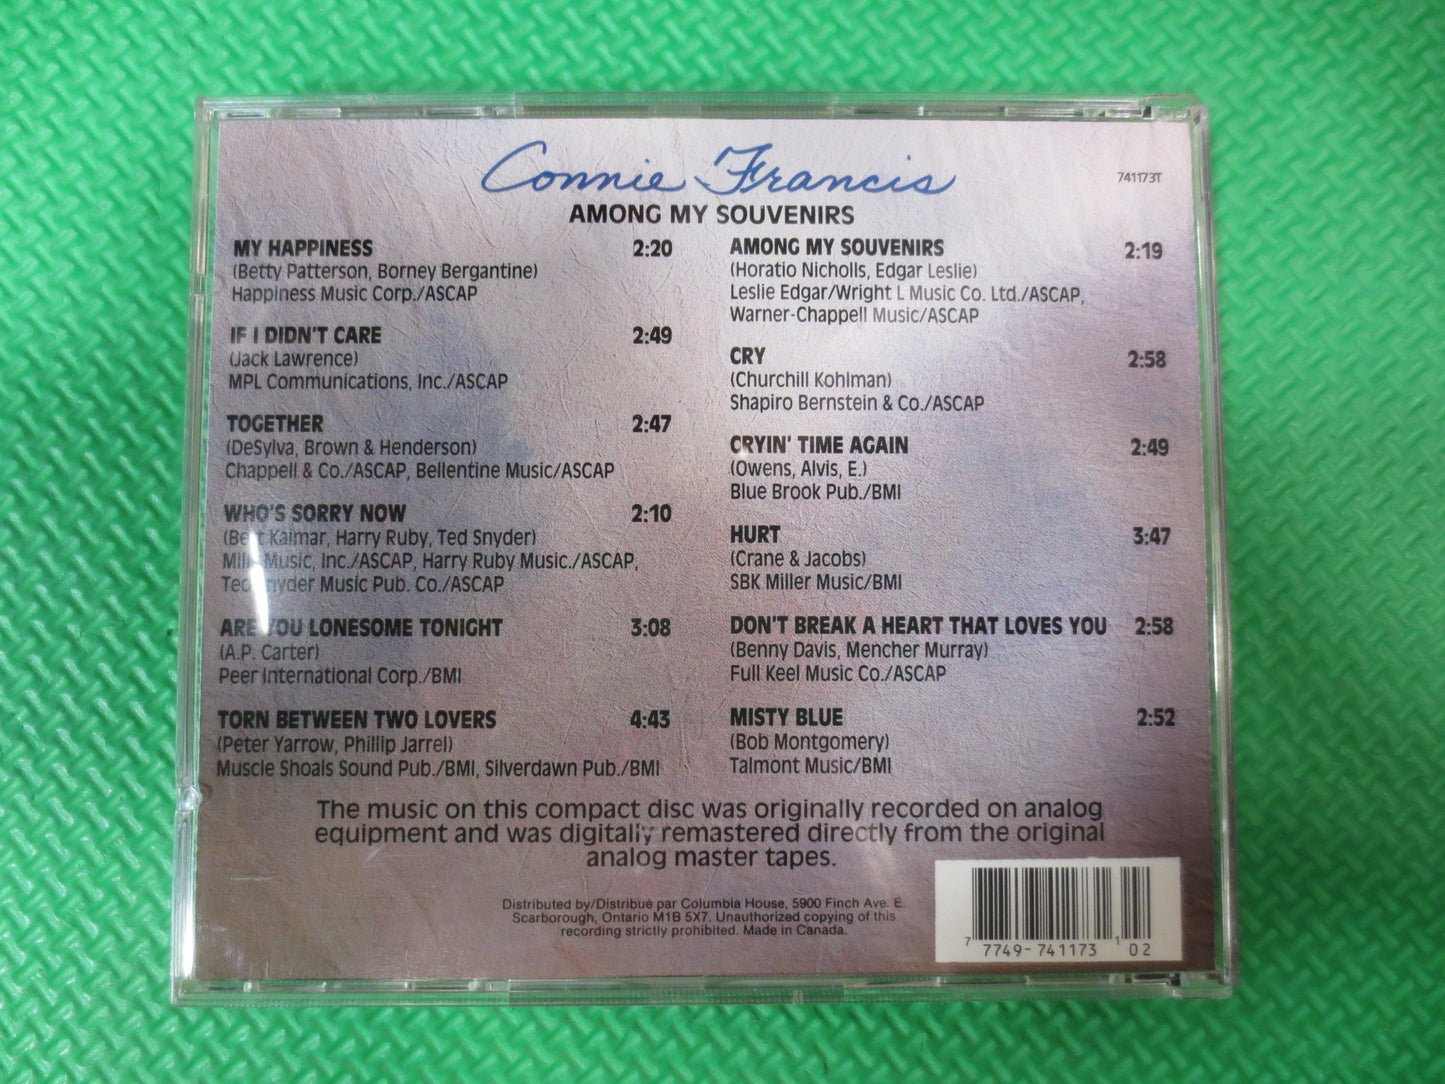 Connie Francis
741173T
AMONG MY SOUVENIRS
MY HAPPINESS 2:20
(Betty Patterson, Borney Bergantine)
Happiness Music Corp./ASCAP
IF I DIDN'T CARE 2:49
(Jack Lawrence)
MPL Communications, Inc./ASCAP
TOGETHER 2:47
(DeSylva, Brown & Henderson)
Chappell & Co./ASCAP, Bellentine Music/ASCAP
WHO'S SORRY NOW 2:10
(Bert Kalmar, Harry Ruby, Ted Snyder)
Mills Music, Inc./ASCAP, Harry Ruby Music./ASCAP,
Ted Snyder Music Pub. Co./ASCAP
ARE YOU LONESOME TONIGHT 3:08
(A.P. Carter)
Peer International Corp./BMI
TORN BETWEEN TWO LOVERS 4:43
(Peter Yarrow, Phillip Jarrel)
Muscle Shoals Sound Pub./BMI, Silverdawn Pub./BMI
AMONG MY SOUVENIRS 2:19
(Horatio Nicholls, Edgar Leslie)
Leslie Edgar/Wright L Music Co. Ltd./ASCAP,
Warner-Chappell Music/ASCAP
CRY 2:58
(Churchill Kohlman)
Shapiro Bernstein & Co./ASCAP
CRYIN' TIME AGAIN 2:49
(Owens, Alvis, E.)
Blue Brook Pub./BMI
HURT 3:47
(Crane & Jacobs)
SBK Miller Music/BMI
DON'T BREAK A HEART THAT LOVES YOU 2:58
(Benny Davis, Mencher Murray)
Full Keel Music Co./ASCAP
MISTY BLUE 2:52
(Bob Montgomery)
Talmont Music/BMI
The music on this compact disc was originally recorded on analog
equipment and was digitally remastered directly from the original
analog master tapes.
Distributed by/Distribué par Columbia House, 5900 Finch Ave. E.
Scarborough, Ontario M1B 5X7. Unauthorized copying of this
recording strictly prohibited. Made in Canada.
7 7749-741173 1 02